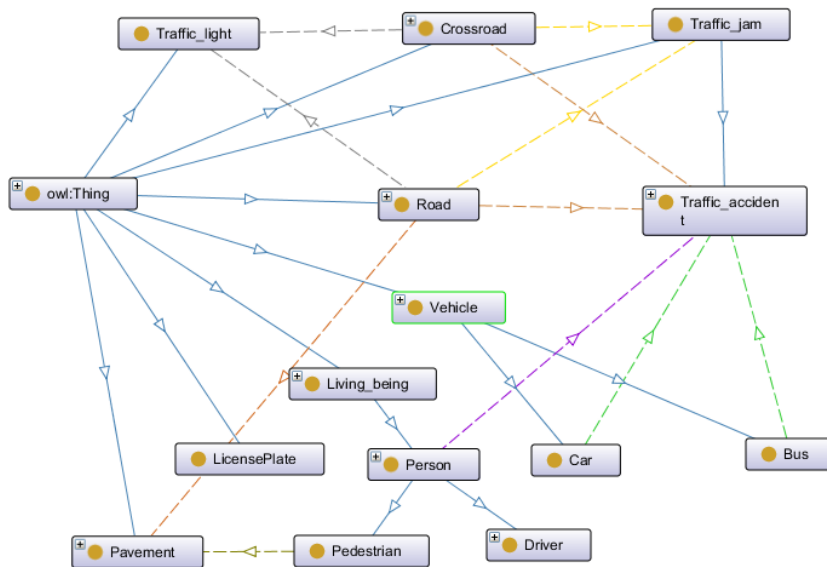 Traffic_light
Crossroad
Traffic_jam
owl:Thing
Road
Traffic_acciden
t
Vehicle
Living_being
LicensePlate
Person
Car
Bus
Pavement
Pedestrian
Driver